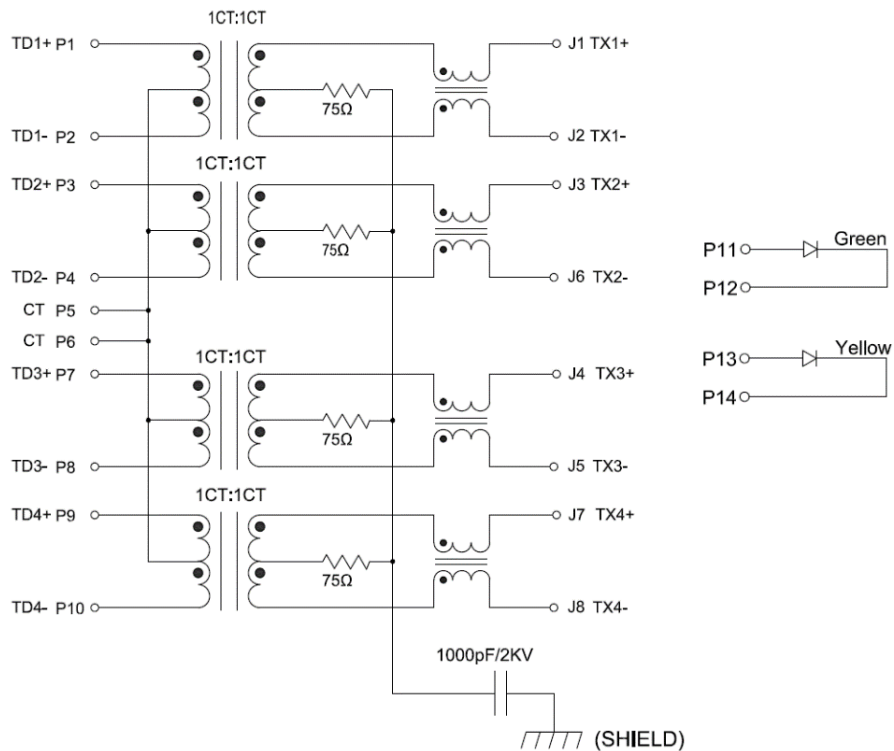 1CT:1CT
TD1+ P1
J1 TX1+
75Ω
TD1- P2
J2 TX1-
1CT:1CT
TD2+ P3
J3 TX2+
75Ω
TD2- P4
J6 TX2-
CT P5
CT P6
1CT:1CT
TD3+ P7
J4 TX3+
75Ω
TD3- P8
J5 TX3-
1CT:1CT
TD4+ P9
J7 TX4+
75Ω
TD4- P10
J8 TX4-
1000pF/2KV
(SHIELD)
P11 Green
P12
P13 Yellow
P14